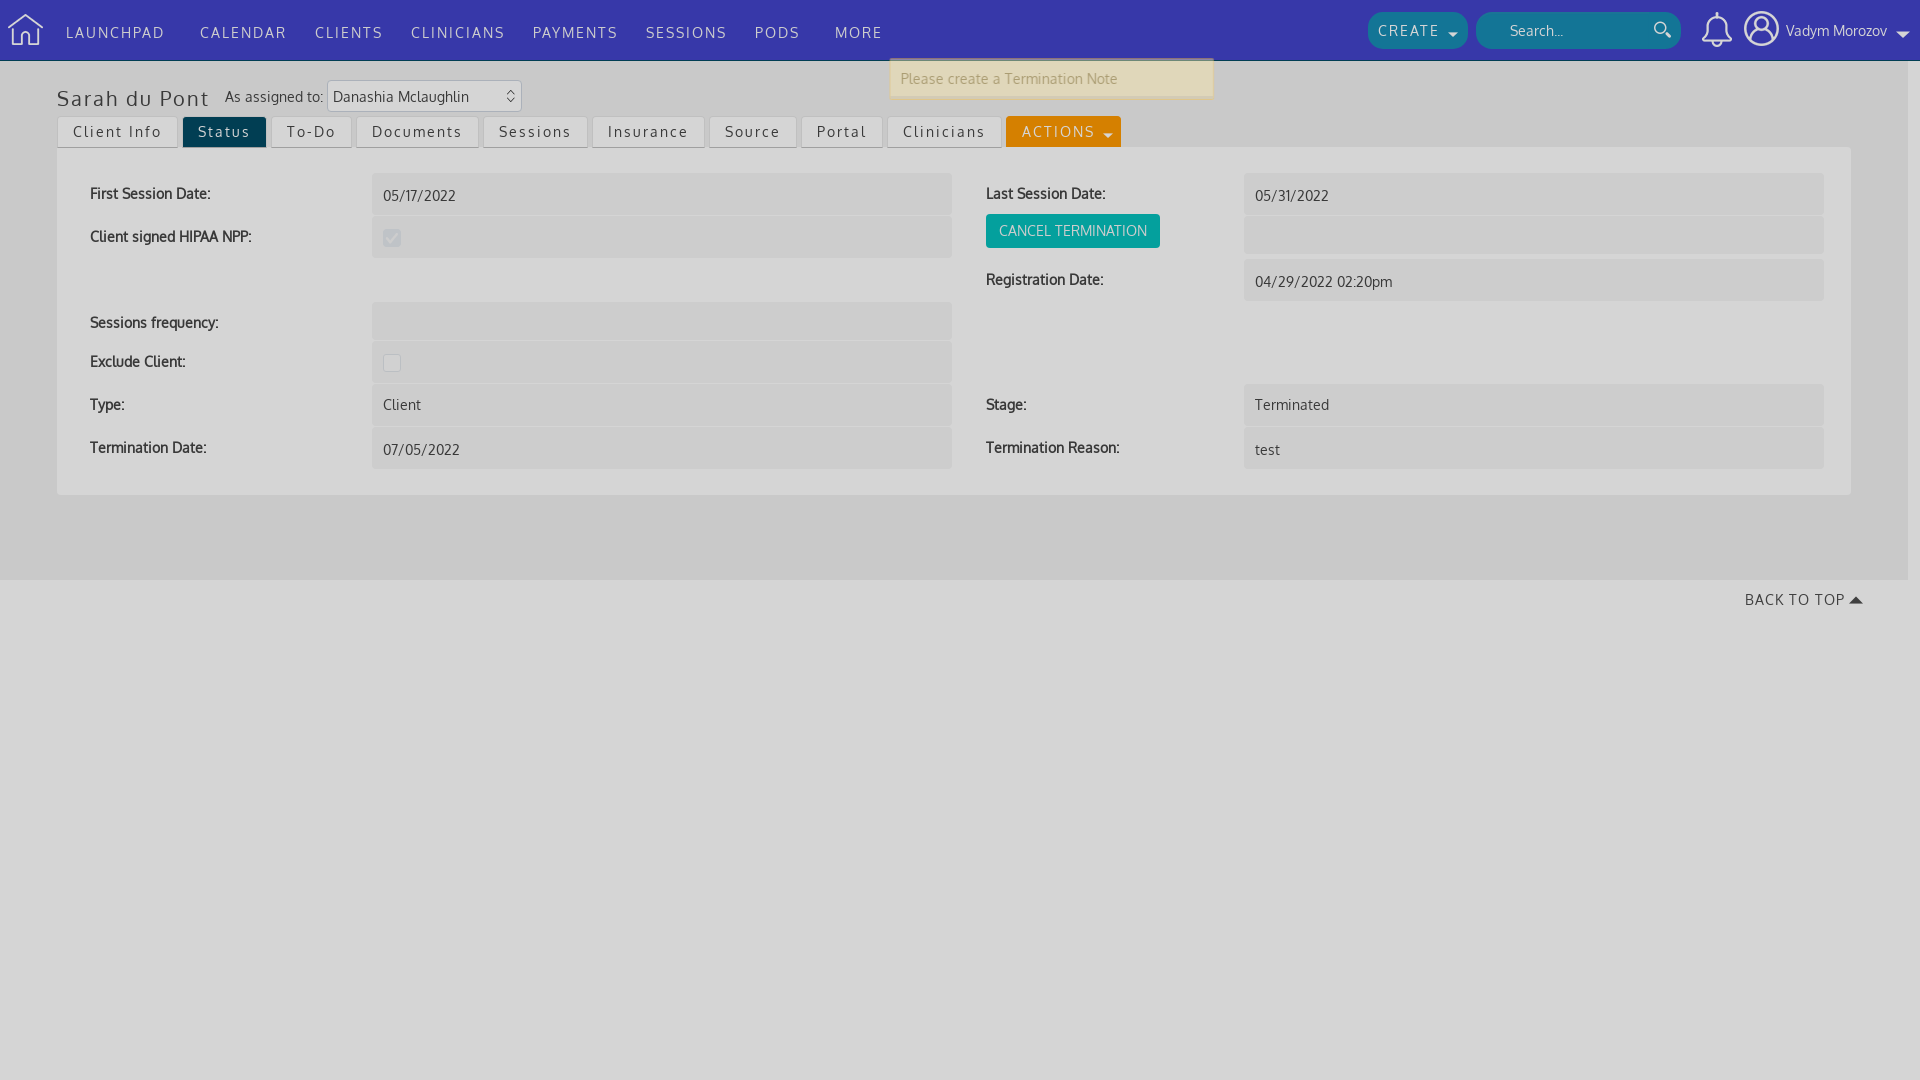 LAUNCHPAD CALENDAR CLIENTS CLINICIANS PAYMENTS SESSIONS PODS MORE CREATE Search... Vadym Morozov
Please create a Termination Note
Sarah du Pont As assigned to: Danashia Mclaughlin
Client Info Status To-Do Documents Sessions Insurance Source Portal Clinicians ACTIONS
First Session Date: 05/17/2022 Last Session Date: 05/31/2022
Client signed HIPAA NPP: CANCEL TERMINATION
Registration Date: 04/29/2022 02:20pm
Sessions frequency:
Exclude Client:
Type: Client Stage: Terminated
Termination Date: 07/05/2022 Termination Reason: test
BACK TO TOP